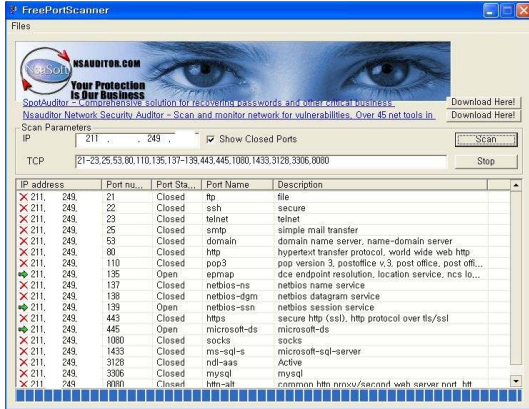 FreePortScanner
Files
NsaSoft
NSAUDITOR.COM
Your Protection
Is Our Business
SpotAuditor - Comprehensive solution for recovering passwords and other critical business
Download Here!
Nsauditor Network Security Auditor - Scan and monitor network for vulnerabilities, Over 45 net tools in
Download Here!
Scan Parameters
IP 211 . . 249 . Show Closed Ports Scan
TCP 21-23,25,53,80,110,135,137-139,443,445,1080,1433,3128,3306,8080 Stop
IP address Port nu... Port Sta... Port Name Description
211. 249. 21 Closed ftp file
211. 249. 22 Closed ssh secure
211. 249. 23 Closed telnet telnet
211. 249. 25 Closed smtp simple mail transfer
211. 249. 53 Closed domain domain name server, name-domain server
211. 249. 80 Closed http hypertext transfer protocol, world wide web http
211. 249. 110 Closed pop3 pop version 3, postoffice v.3, post office, post offi...
211. 249. 135 Open epmap dce endpoint resolution, location service, ncs lo...
211. 249. 137 Closed netbios-ns netbios name service
211. 249. 138 Closed netbios-dgm netbios datagram service
211. 249. 139 Open netbios-ssn netbios session service
211. 249. 443 Closed https secure http (ssl), http protocol over tls/ssl
211. 249. 445 Open microsoft-ds microsoft-ds
211. 249. 1080 Closed socks socks
211. 249. 1433 Closed ms-sql-s microsoft-sql-server
211. 249. 3128 Closed ndl-aas Active
211. 249. 3306 Closed mysql mysql
211. 249. 8080 Closed http-alt common http proxy/second web server port, htt